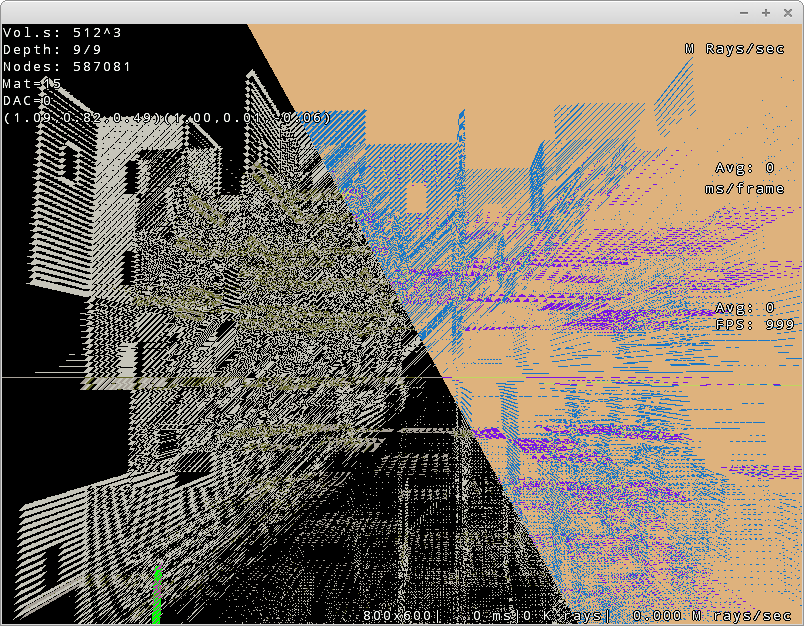 Vol.s: 512^3
Depth: 9/9
Nodes: 587081
Mat=15
DAC=0
(1.09,0.82,0.49)(1.00,0.01,-0.06)
M Rays/sec
Avg: 0
ms/frame
Avg: 0
FPS: 999
800x600| ..0 ms|0 K rays| 0.000 M rays/sec